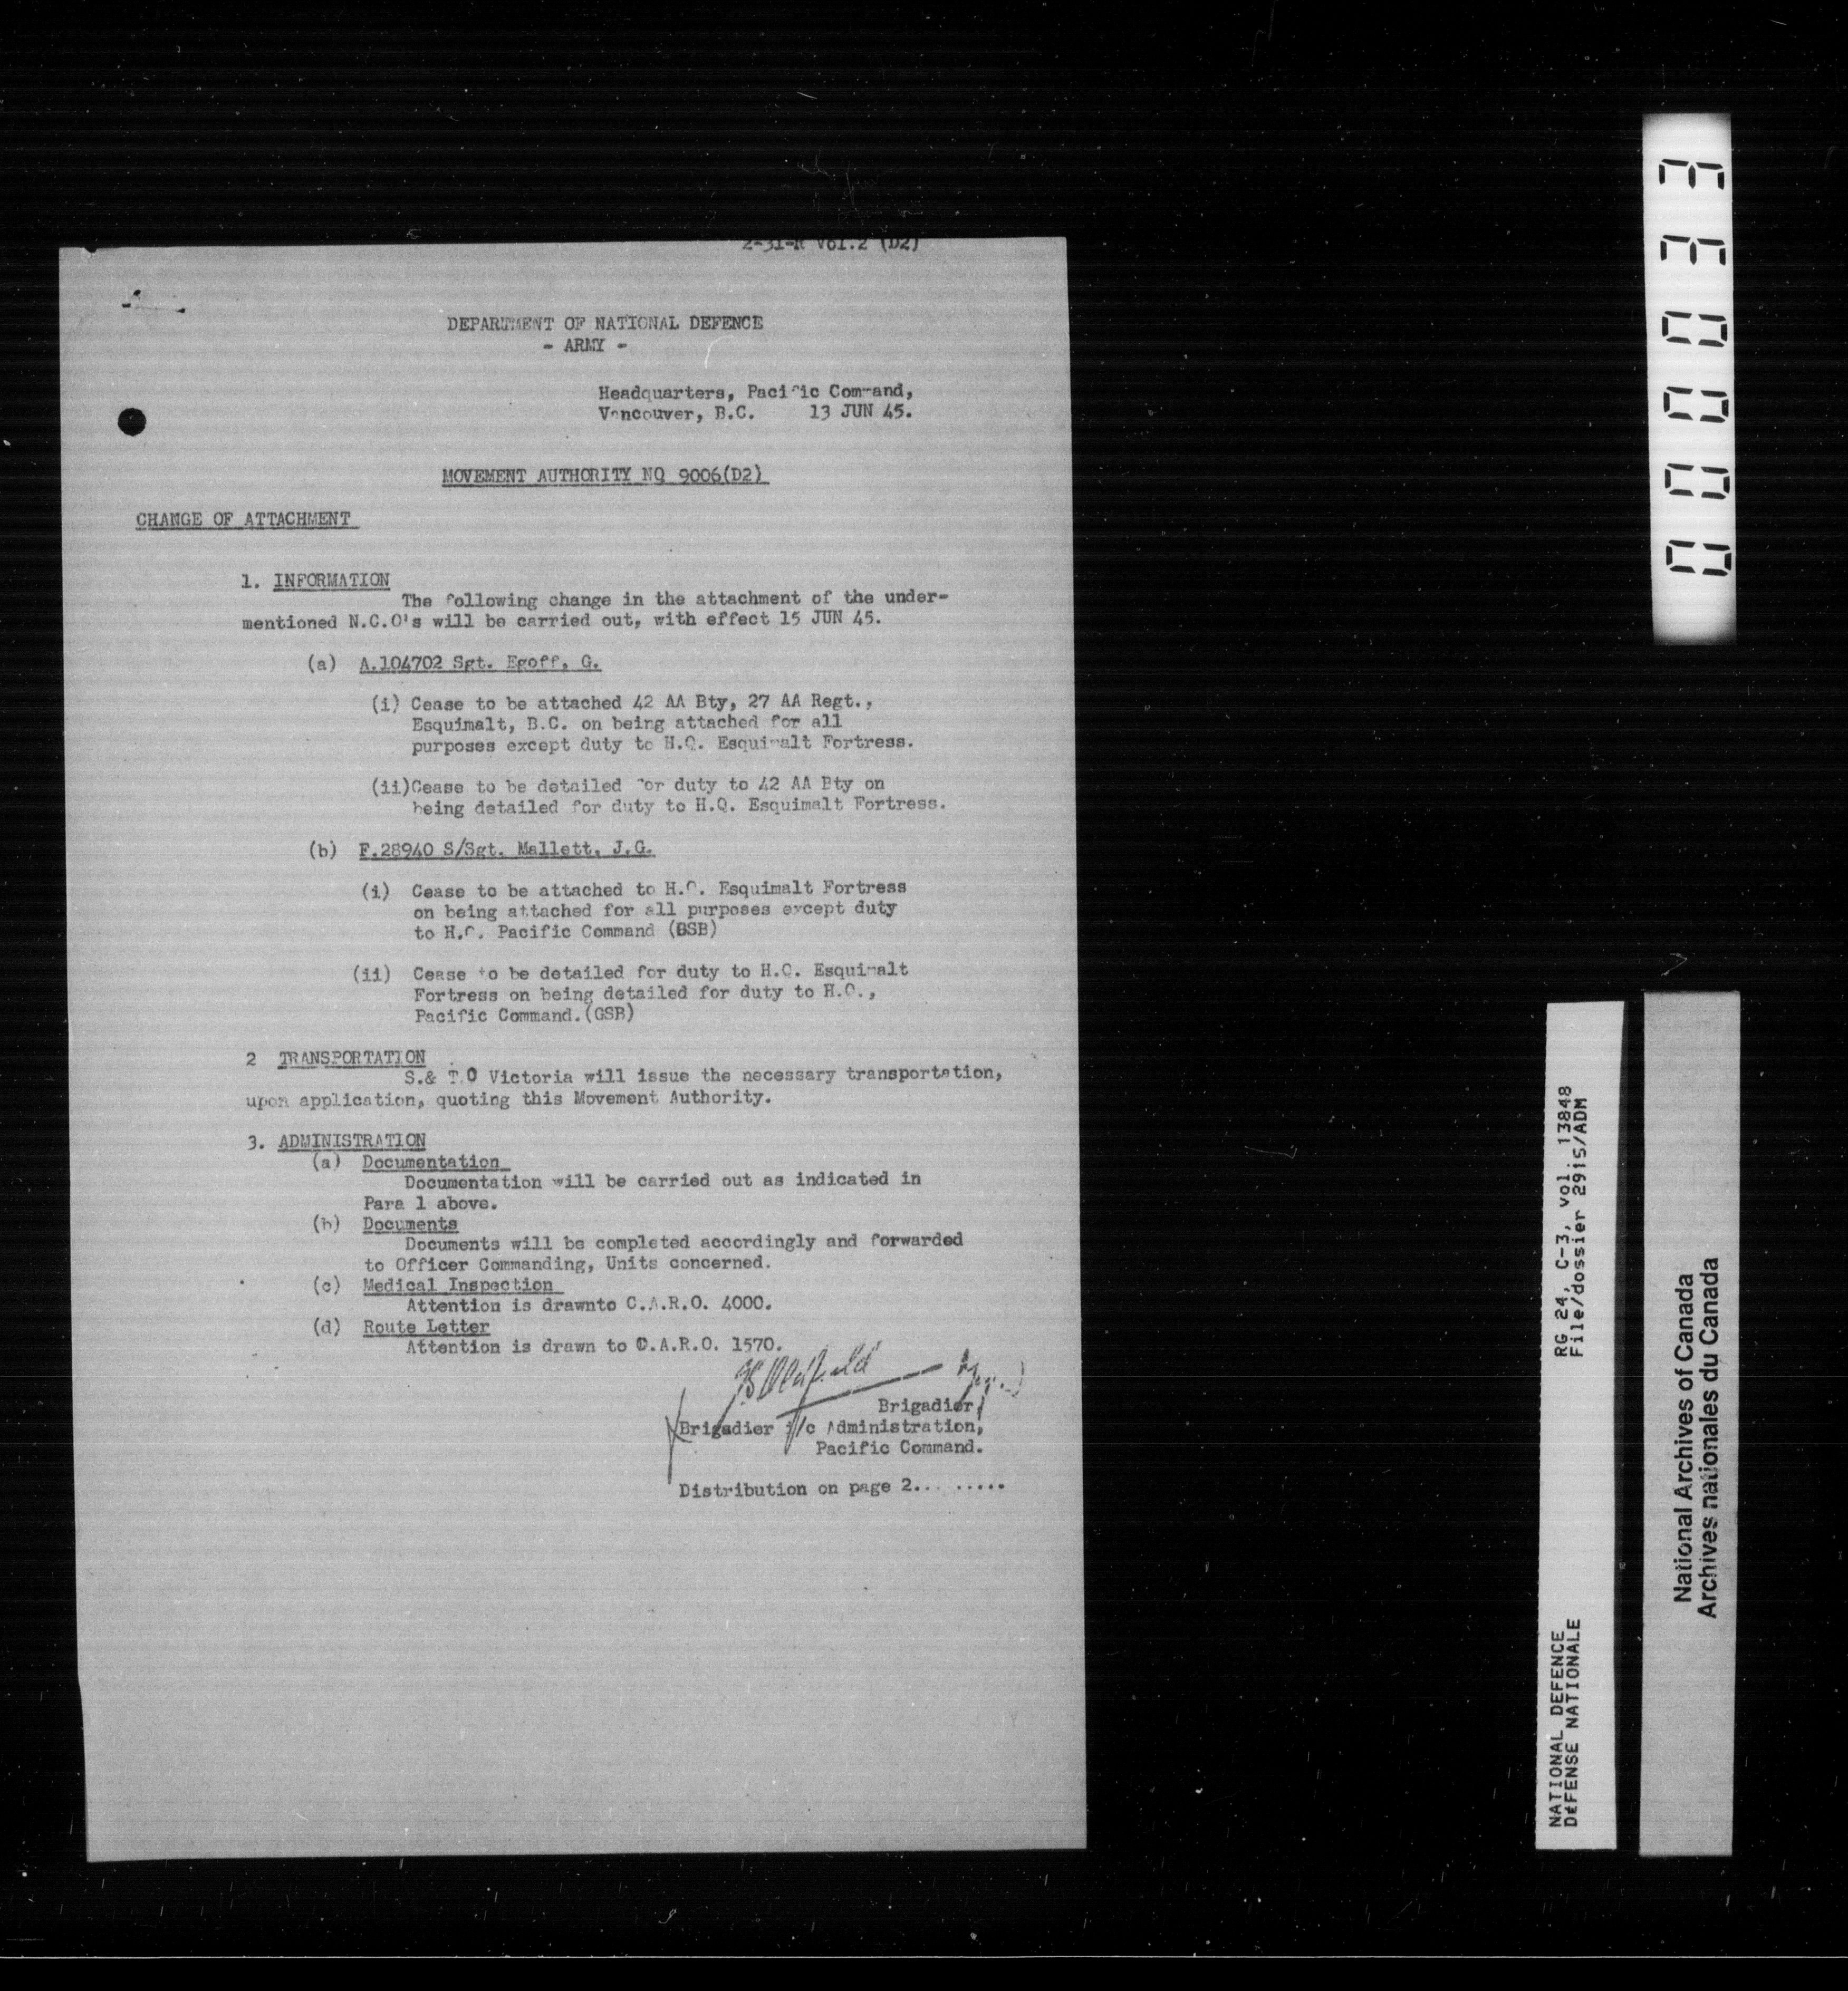 2-31-R Vol.2 (D2)
DEPARTMENT OF NATIONAL DEFENCE
- ARMY -
Headquarters, Pacific Command,
Vancouver, B.C. 13 JUN 45.
MOVEMENT AUTHORITY NO 9006(D2)
CHANGE OF ATTACHMENT
1. INFORMATION
The following change in the attachment of the under-
mentioned N.C.O's will be carried out, with effect 15 JUN 45.
(a) A.104702 Sgt. Egoff, G.
(i) Cease to be attached 42 AA Bty, 27 AA Regt.,
Esquimalt, B.C. on being attached for all
purposes except duty to H.Q. Esquimalt Fortress.
(ii)Cease to be detailed for duty to 42 AA Bty on
being detailed for duty to H.Q. Esquimalt Fortress.
(b) F.28940 S/Sgt. Mallett, J.G.
(i) Cease to be attached to H.Q. Esquimalt Fortress
on being attached for all purposes except duty
to H.Q. Pacific Command (GSB)
(ii) Cease to be detailed for duty to H.Q. Esquimalt
Fortress on being detailed for duty to H.Q.,
Pacific Command.(GSB)
2 TRANSPORTATION
S.& T.O Victoria will issue the necessary transportation,
upon application, quoting this Movement Authority.
3. ADMINISTRATION
(a) Documentation
Documentation will be carried out as indicated in
Para 1 above.
(b) Documents
Documents will be completed accordingly and forwarded
to Officer Commanding, Units concerned.
(c) Medical Inspection
Attention is drawnto C.A.R.O. 4000.
(d) Route Letter
Attention is drawn to C.A.R.O. 1570.
Brigadier,
Brigadier i/c Administration,
Pacific Command.
Distribution on page 2.........
000033
NATIONAL DEFENCE RG 24, C-3, vol. 13848
DÉFENSE NATIONALE File/dossier 2915/ADM
National Archives of Canada
Archives nationales du Canada